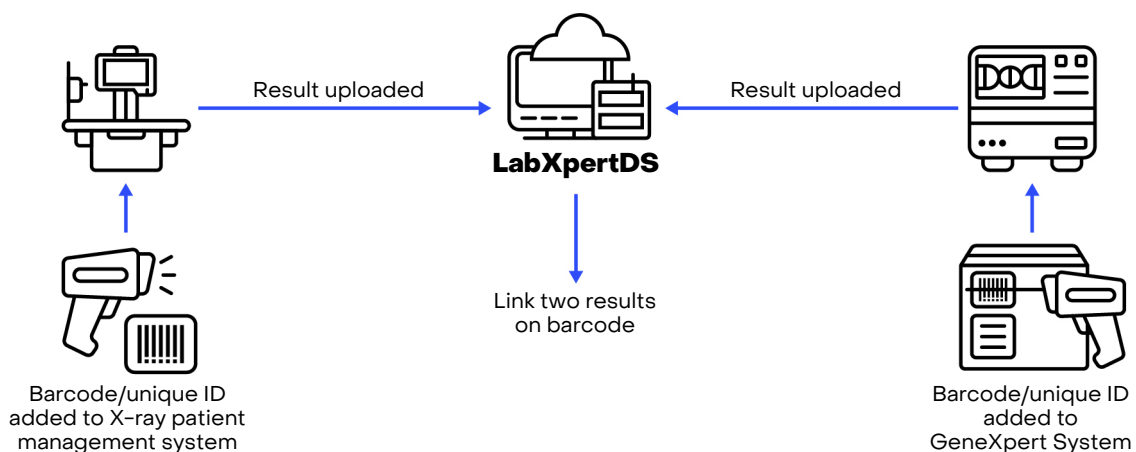 Result uploaded
Result uploaded
LabXpertDS
Link two results
on barcode
Barcode/unique ID
added to X-ray patient
management system
Barcode/unique ID
added to
GeneXpert System